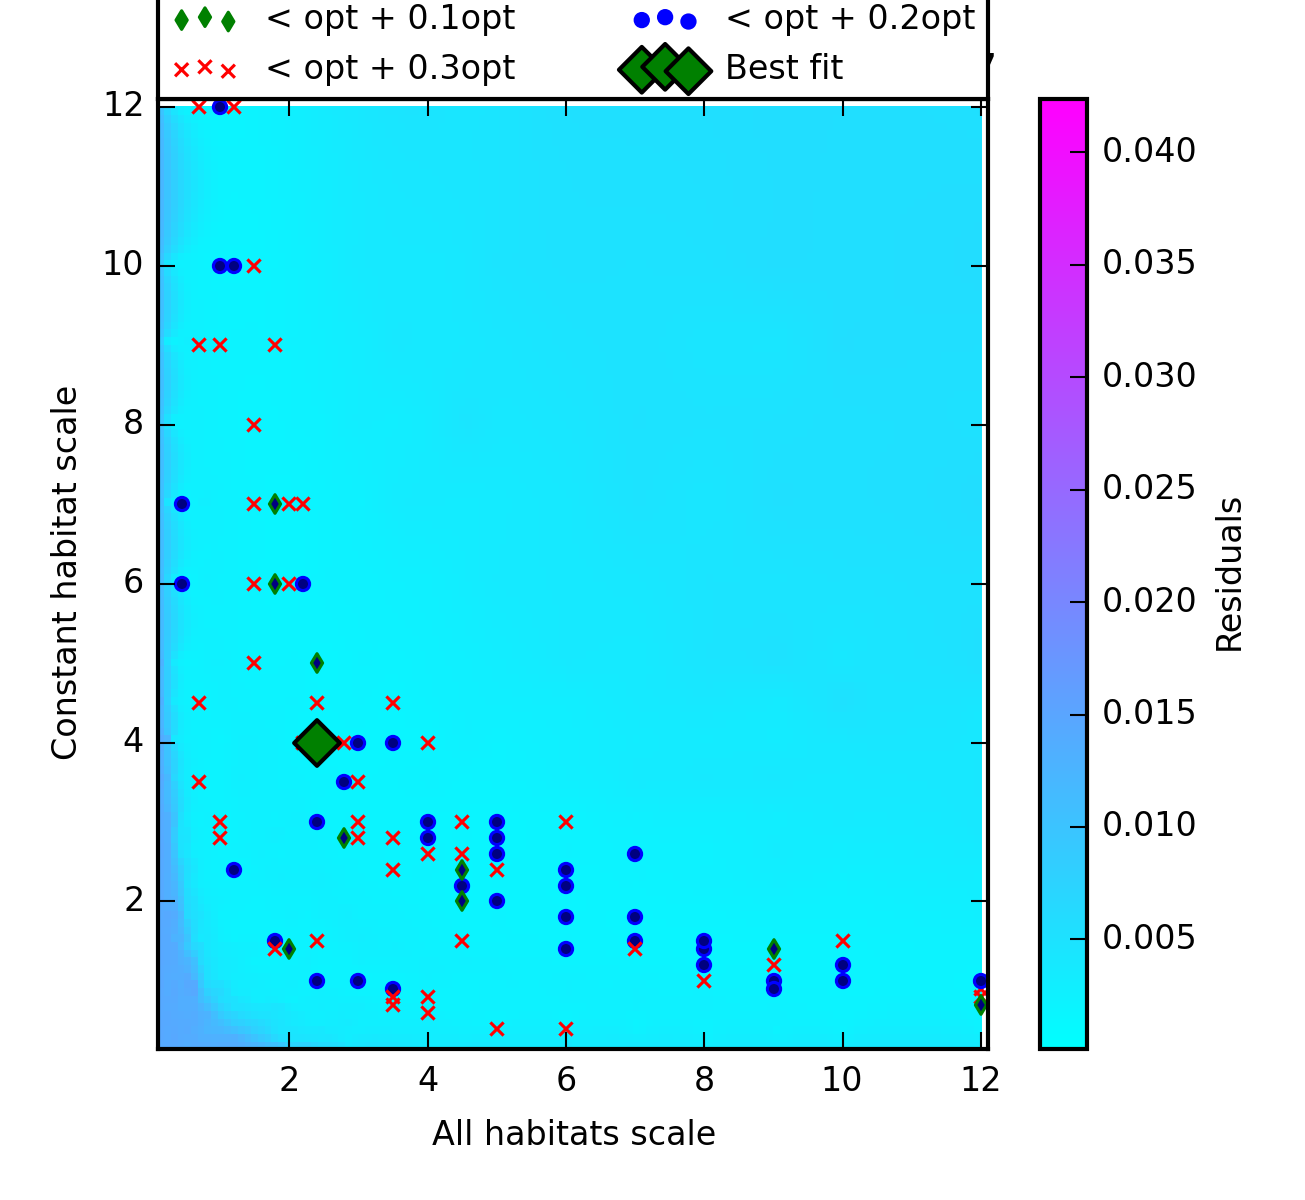 < opt + 0.1opt
< opt + 0.2opt
< opt + 0.3opt
Best fit
12
10
8
6
4
2
Constant habitat scale
2
4
6
8
10
12
All habitats scale
0.040
0.035
0.030
0.025
0.020
0.015
0.010
0.005
Residuals